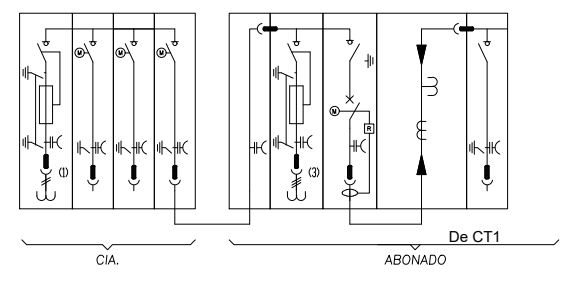 M
M
M
M
R
(1)
(3)
De CT1
CIA.
ABONADO